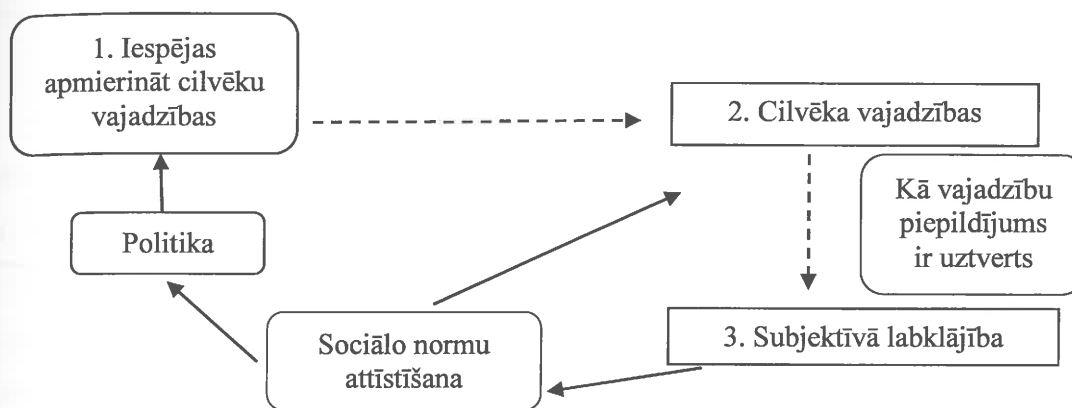 1. Iespējas
apmierināt cilvēku
vajadzības
2. Cilvēka vajadzības
Kā vajadzību
piepildījums
ir uztverts
Politika
3. Subjektīvā labklājība
Sociālo normu
attīstīšana